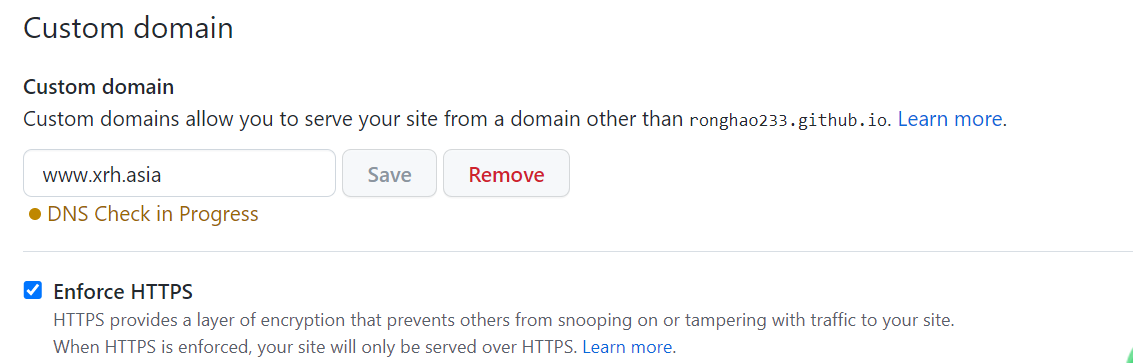 Custom domain
Custom domain
Custom domains allow you to serve your site from a domain other than ronghao233.github.io. Learn more.
www.xrh.asia Save Remove
DNS Check in Progress
Enforce HTTPS
HTTPS provides a layer of encryption that prevents others from snooping on or tampering with traffic to your site.
When HTTPS is enforced, your site will only be served over HTTPS. Learn more.